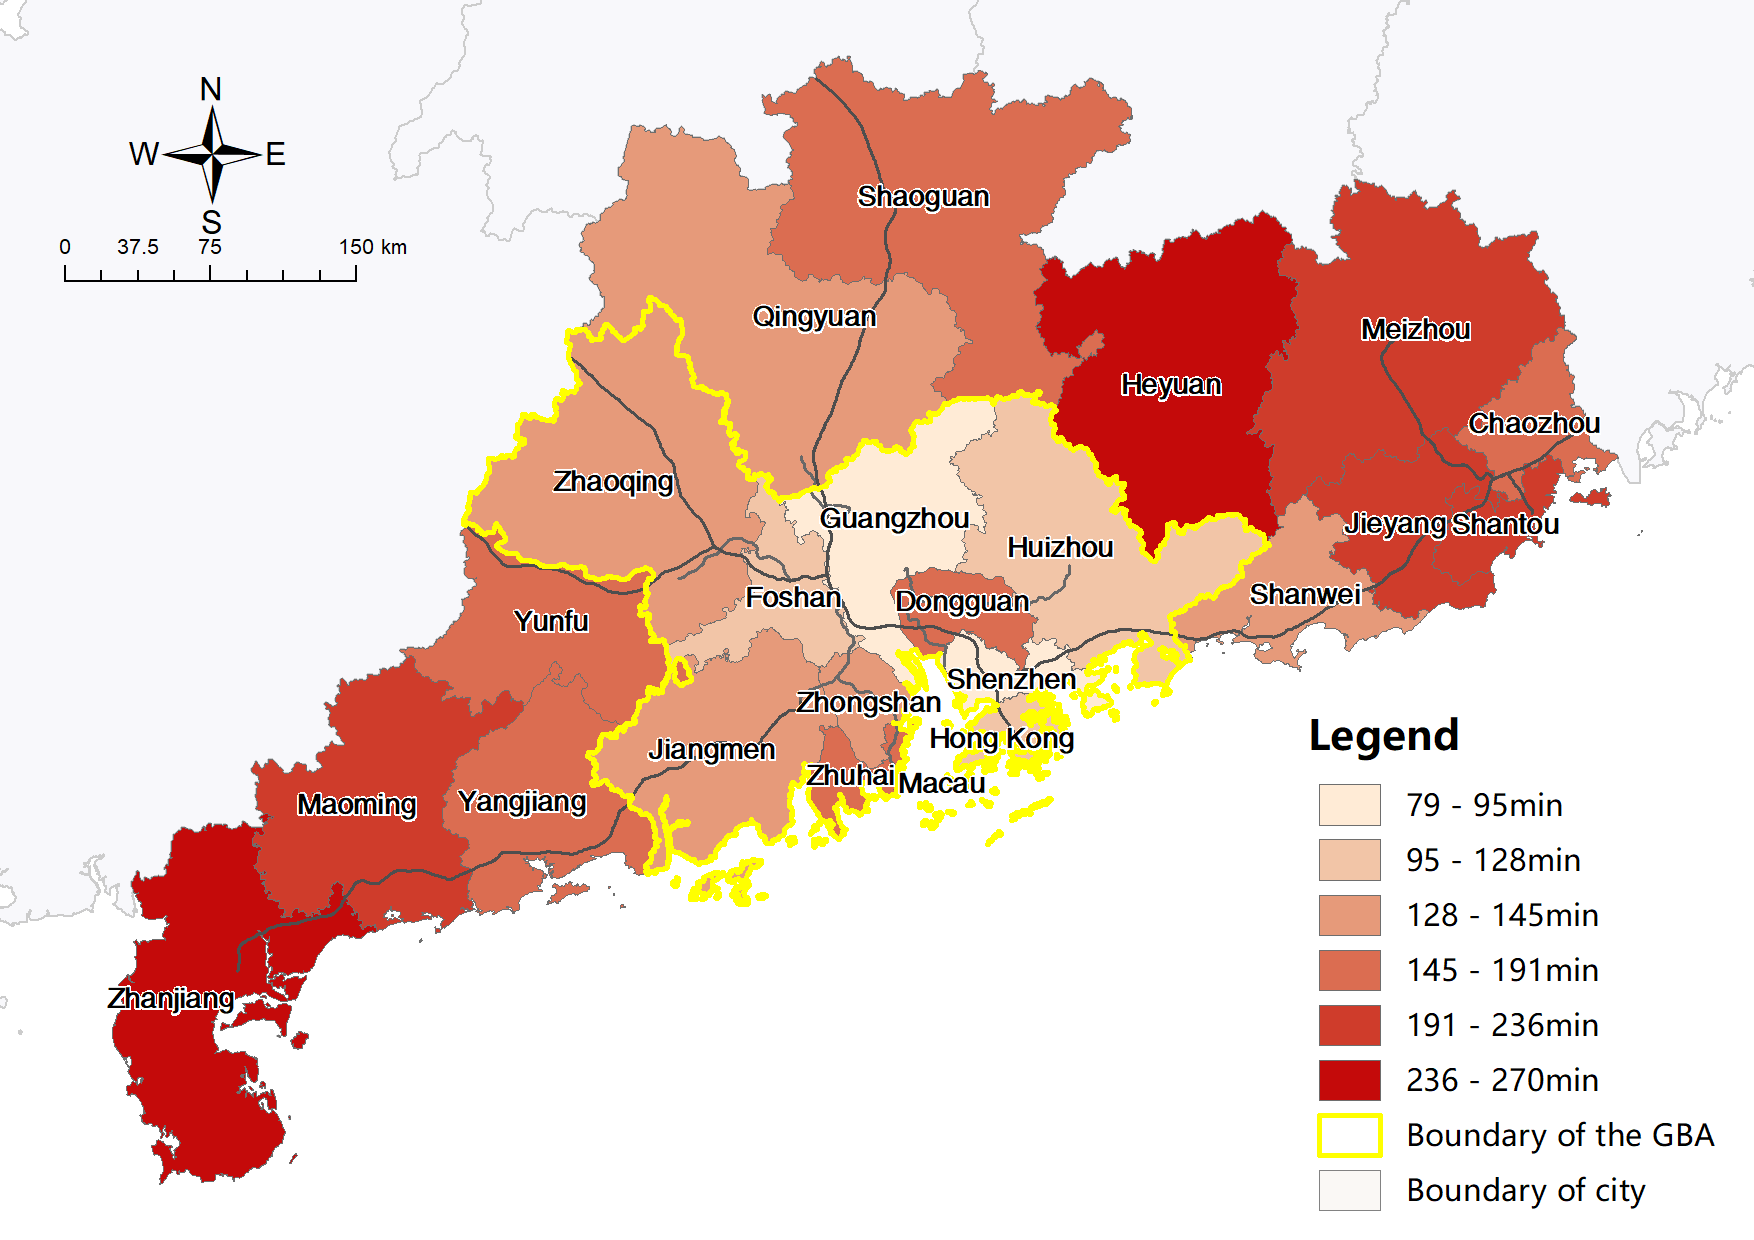 N
W
E
S
0 37.5 75 150 km
Shaoguan
Qingyuan
Meizhou
Heyuan
Chaozhou
Zhaoqing
Guangzhou
Jieyang
Shantou
Huizhou
Shanwei
Foshan
Dongguan
Yunfu
Shenzhen
Zhongshan
Hong Kong
Jiangmen
Zhuhai
Macau
Yangjiang
Maoming
Zhanjiang
Legend
79 - 95min
95 - 128min
128 - 145min
145 - 191min
191 - 236min
236 - 270min
Boundary of the GBA
Boundary of city